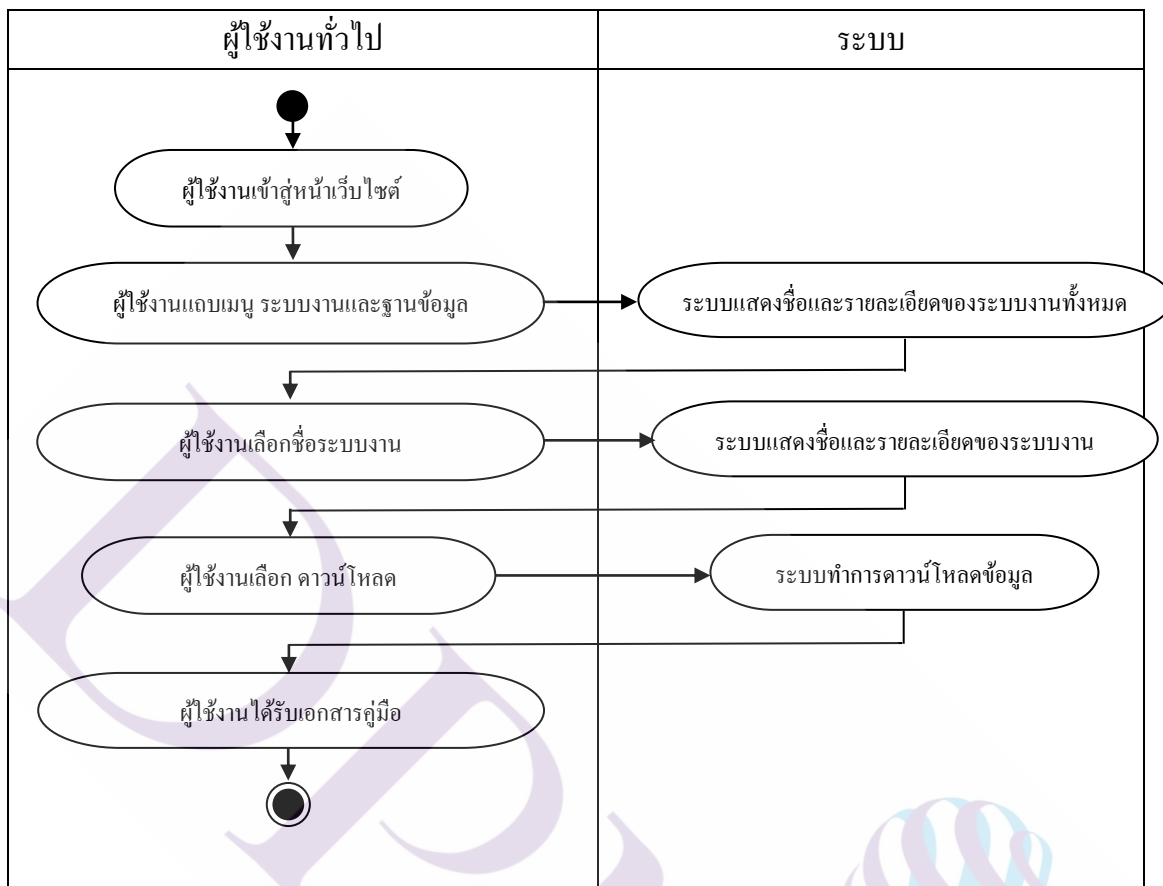 ผู้ใช้งานทั่วไป
ระบบ
ผู้ใช้งานเข้าสู่หน้าเว็บไซต์
ผู้ใช้งานแถบเมนู ระบบงานและฐานข้อมูล
ระบบแสดงชื่อและรายละเอียดของระบบงานทั้งหมด
ผู้ใช้งานเลือกชื่อระบบงาน
ระบบแสดงชื่อและรายละเอียดของระบบงาน
ผู้ใช้งานเลือก ดาวน์โหลด
ระบบทำการดาวน์โหลดข้อมูล
ผู้ใช้งานได้รับเอกสารคู่มือ